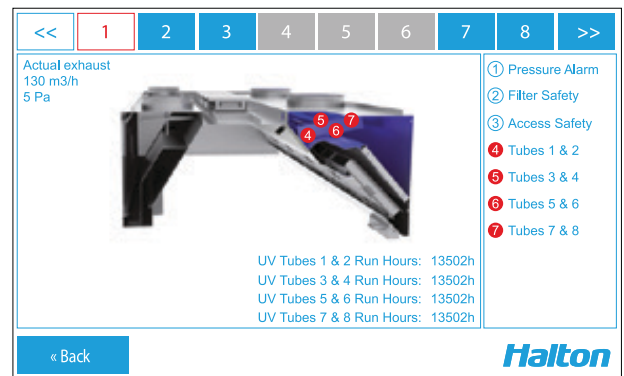 << 1 2 3 4 5 6 7 8 >>
Actual exhaust
130 m3/h
5 Pa
5 7
4 6
UV Tubes 1 & 2 Run Hours: 13502h
UV Tubes 3 & 4 Run Hours: 13502h
UV Tubes 5 & 6 Run Hours: 13502h
UV Tubes 7 & 8 Run Hours: 13502h
1 Pressure Alarm
2 Filter Safety
3 Access Safety
4 Tubes 1 & 2
5 Tubes 3 & 4
6 Tubes 5 & 6
7 Tubes 7 & 8
« Back
Halton